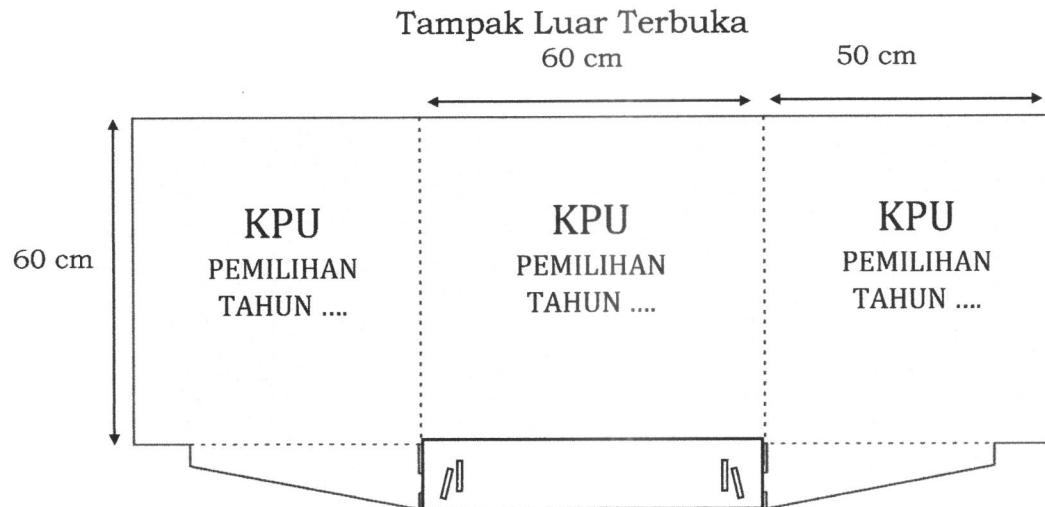 Tampak Luar Terbuka
60 cm
50 cm
60 cm
KPU
PEMILIHAN
TAHUN ....
KPU
PEMILIHAN
TAHUN ....
KPU
PEMILIHAN
TAHUN ....